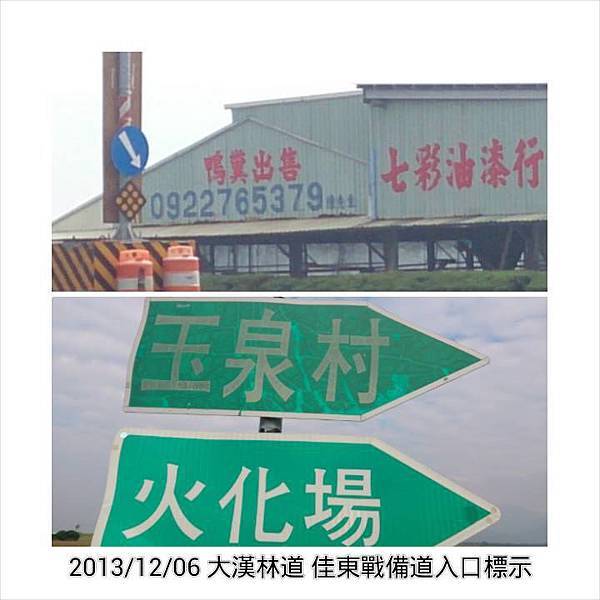 鴨糞出售
0922765379
七彩油漆行
玉泉村
火化場
2013/12/06 大漢林道 佳東戰備道入口標示